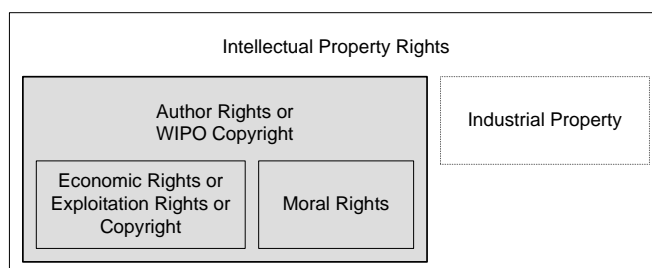 Intellectual Property Rights
Author Rights or
WIPO Copyright
Industrial Property
Economic Rights or
Exploitation Rights or
Copyright
Moral Rights